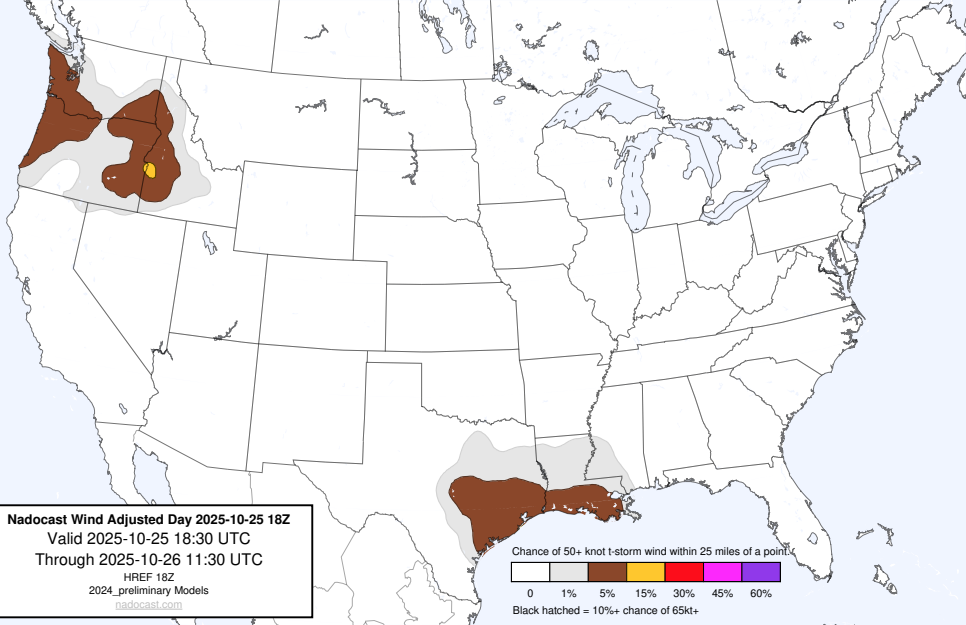 Nadocast Wind Adjusted Day 2025-10-25 18Z
Valid 2025-10-25 18:30 UTC
Through 2025-10-26 11:30 UTC
HREF 18Z
2024_preliminary Models
nadocast.com
Chance of 50+ knot t-storm wind within 25 miles of a point.
0 1% 5% 15% 30% 45% 60%
Black hatched = 10%+ chance of 65kt+